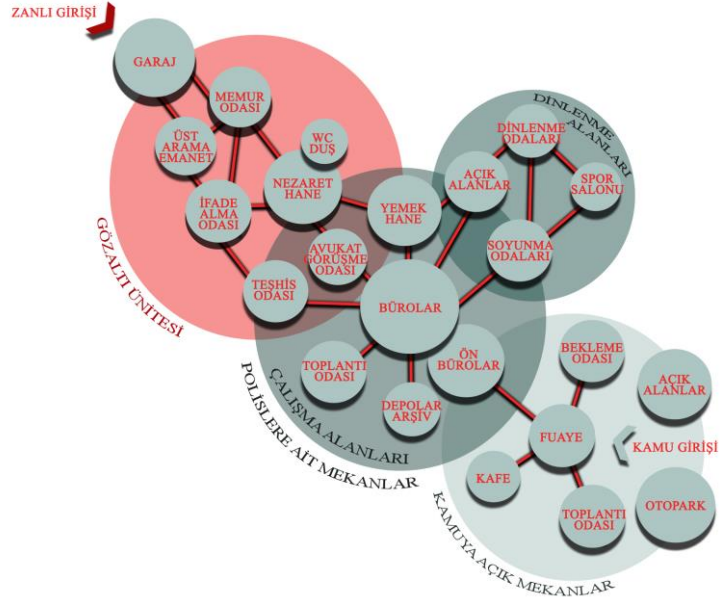 ZANLI GİRİŞİ
GARAJ
MEMUR
ODASI
ÜST
ARAMA
EMANET
WC
DUŞ
NEZARET
HANE
İFADE
ALMA
ODASI
AVUKAT
GÖRÜŞME
ODASI
TEŞHİS
ODASI
GÖZALTI ÜNİTESİ
YEMEK
HANE
BÜROLAR
TOPLANTI
ODASI
DEPOLAR
ARŞİV
ÖN
BÜROLAR
ÇALIŞMA ALANLARI
POLİSLERE AİT MEKANLAR
DİNLENME
ODALARI
AÇIK
ALANLAR
SPOR
SALONU
SOYUNMA
ODALARI
DİNLENME
ALANLARI
BEKLEME
ODASI
AÇIK
ALANLAR
FUAYE
KAMU GİRİŞİ
KAFE
TOPLANTI
ODASI
OTOPARK
KAMUYA AÇIK MEKANLAR